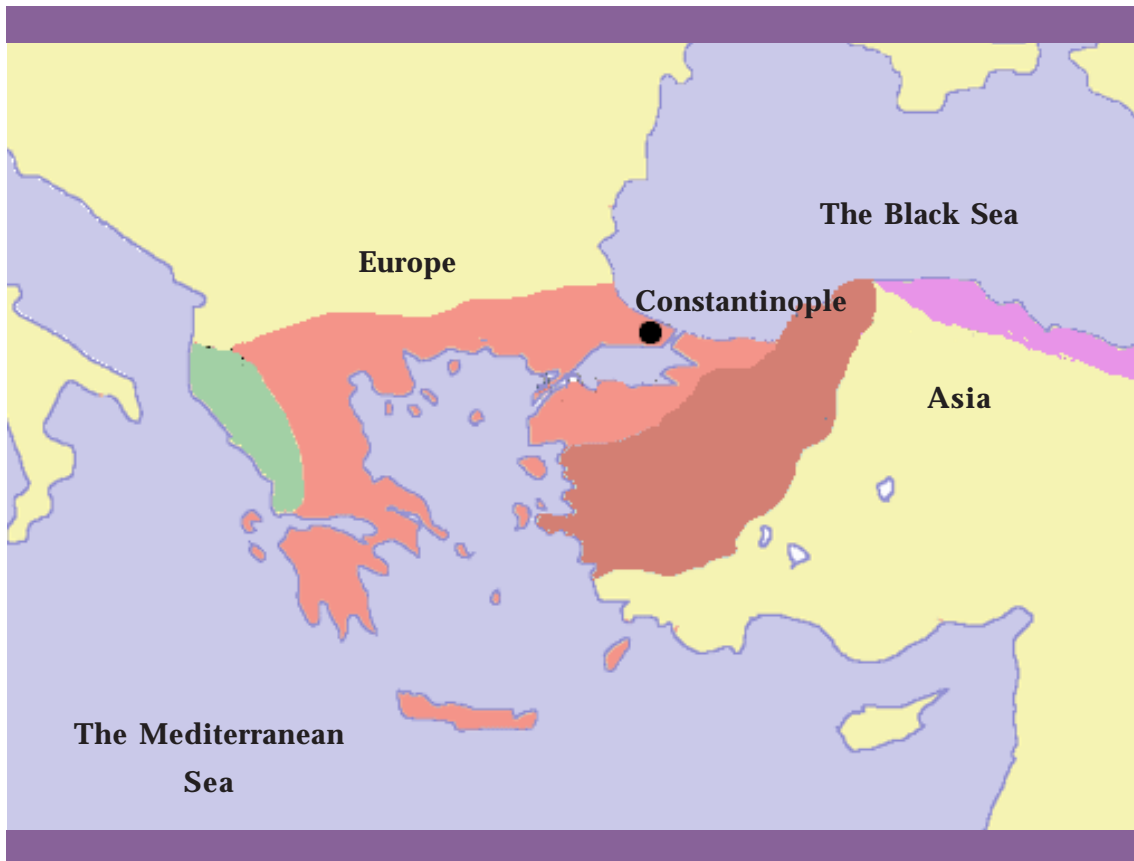 The Black Sea
Europe
Constantinople
Asia
The Mediterranean
Sea